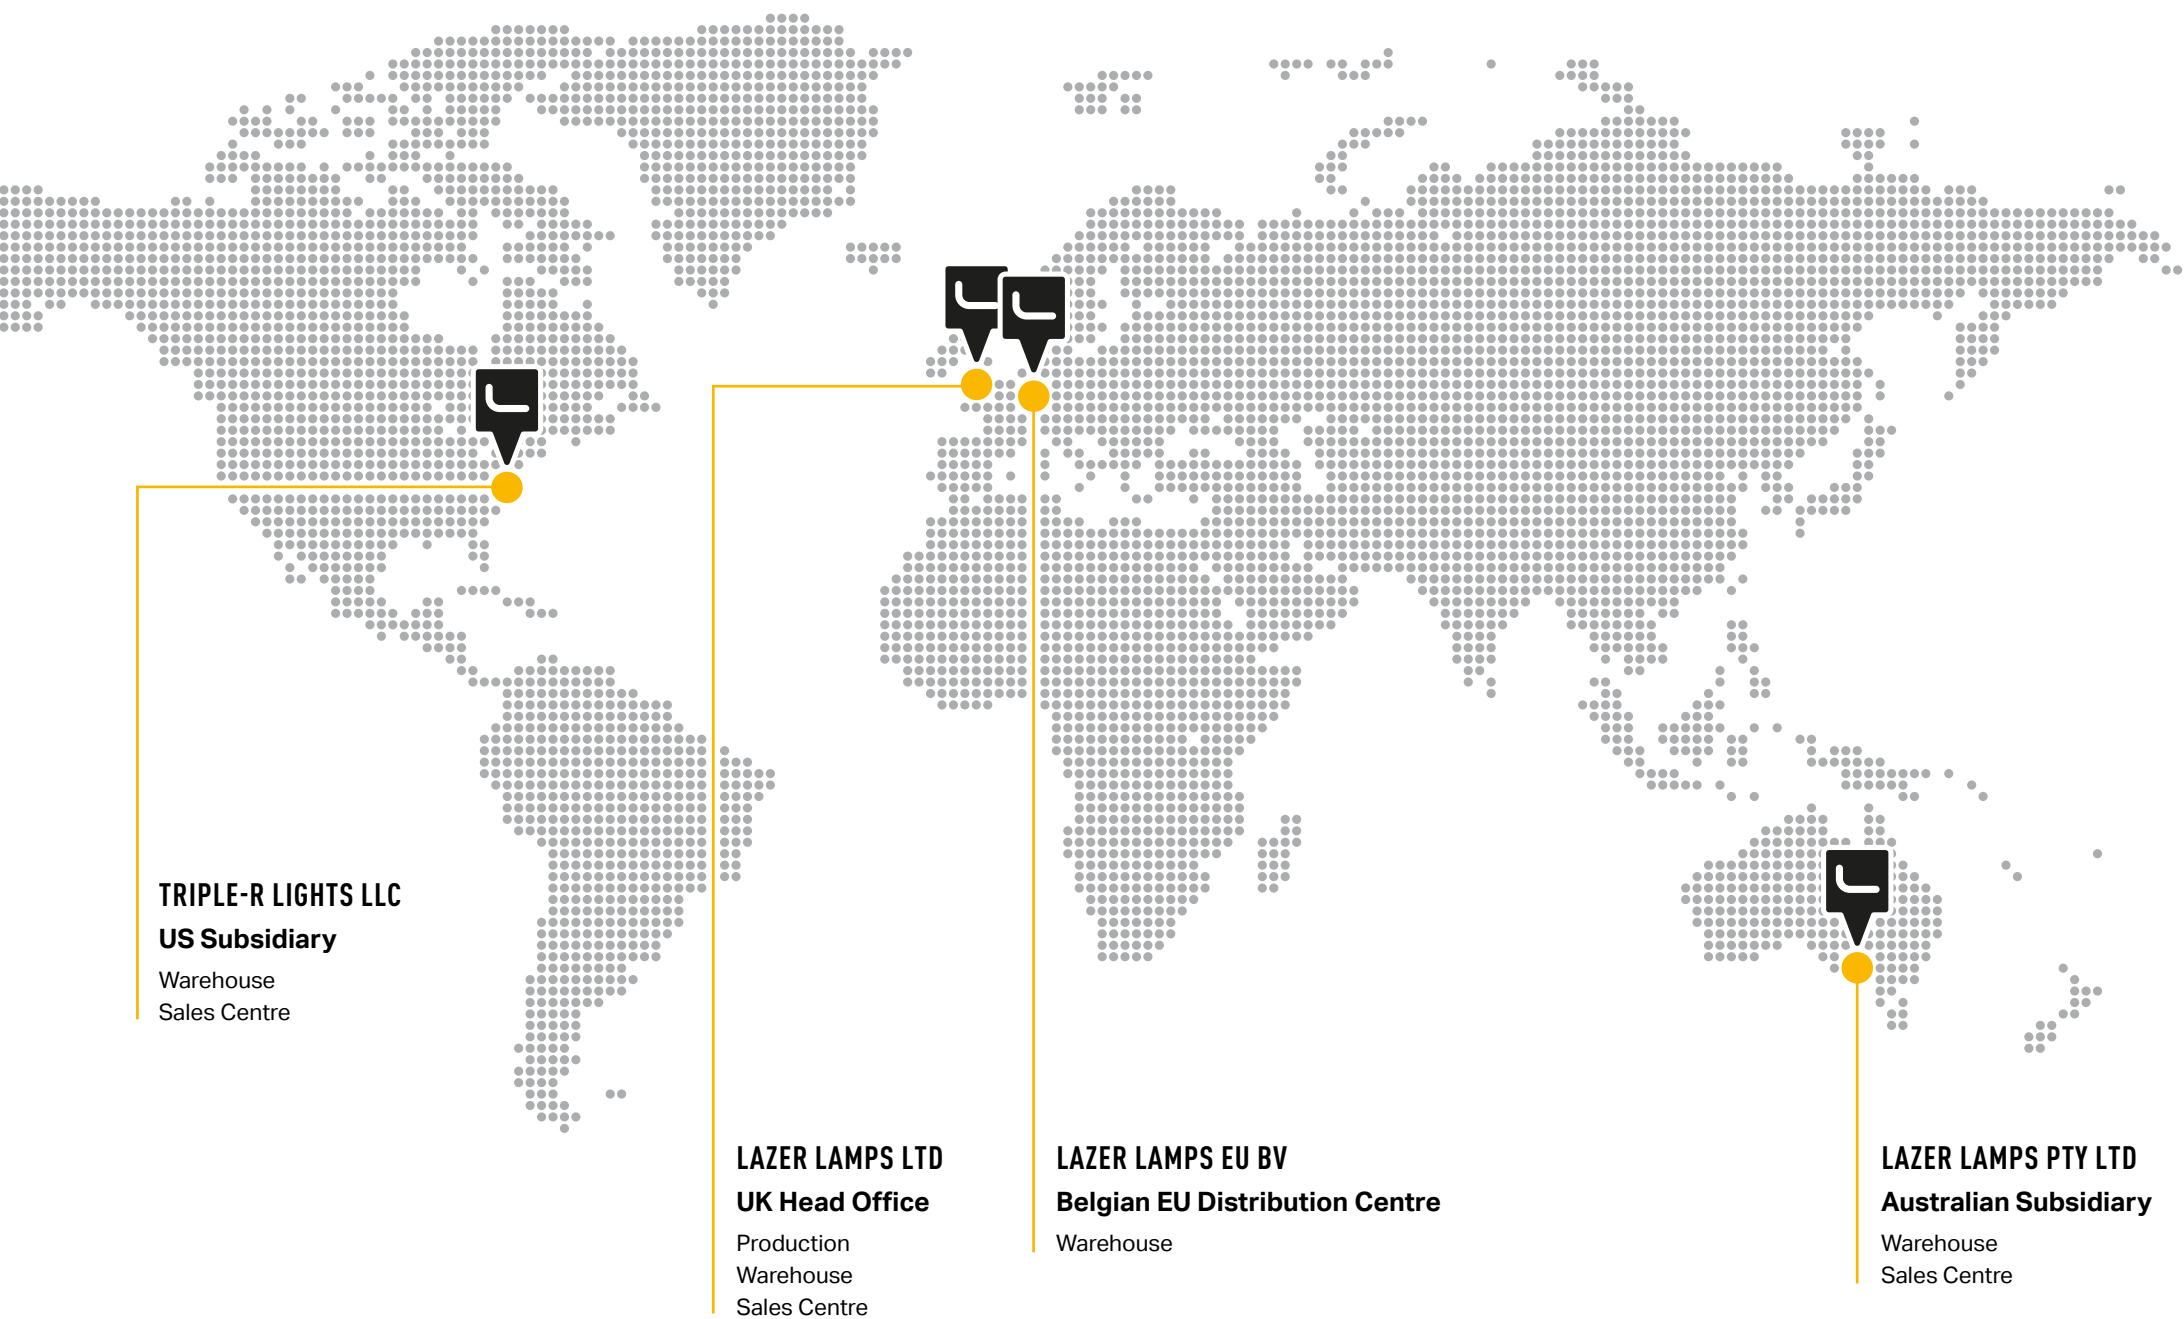 TRIPLE-R LIGHTS LLC
US Subsidiary
Warehouse
Sales Centre
LAZER LAMPS LTD
UK Head Office
Production
Warehouse
Sales Centre
LAZER LAMPS EU BV
Belgian EU Distribution Centre
Warehouse
LAZER LAMPS PTY LTD
Australian Subsidiary
Warehouse
Sales Centre